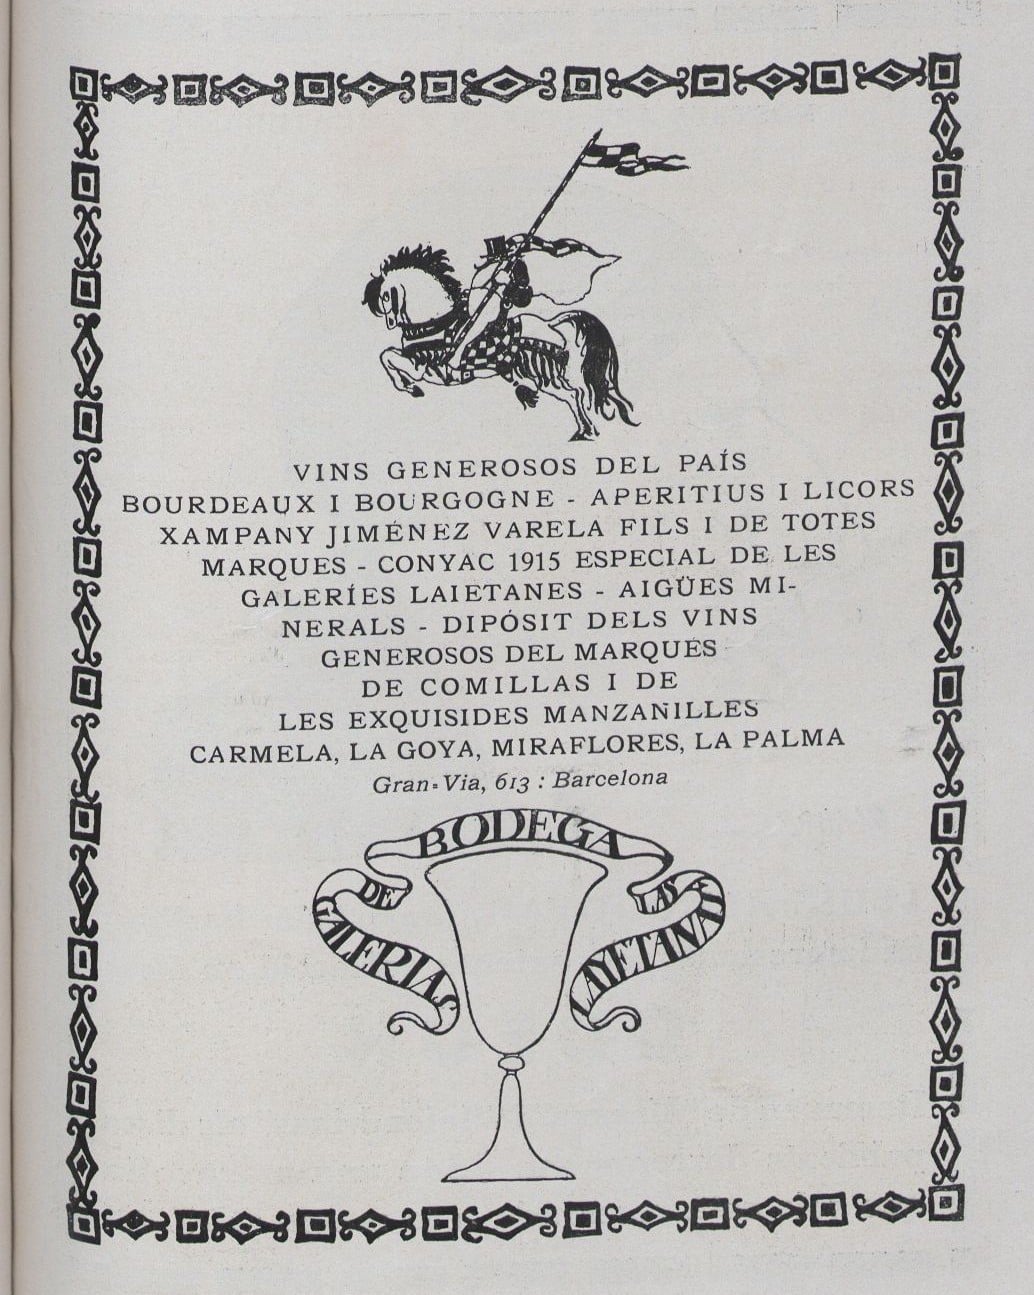 VINS GENEROSOS DEL PAÍS
BOURDEAUX I BOURGOGNE - APERITIUS I LICORS
XAMPANY JIMÉNEZ VARELA FILS I DE TOTES
MARQUES - CONYAC 1915 ESPECIAL DE LES
GALERÍES LAIETANES - AIGÜES MI-
NERALS - DIPÓSIT DELS VINS
GENEROSOS DEL MARQUÈS
DE COMILLAS I DE
LES EXQUISIDES MANZANILLES
CARMELA, LA GOYA, MIRAFLORES, LA PALMA
Gran-Via, 613 : Barcelona
BODEGA
DE LAS
GALERIAS LAYETANAS